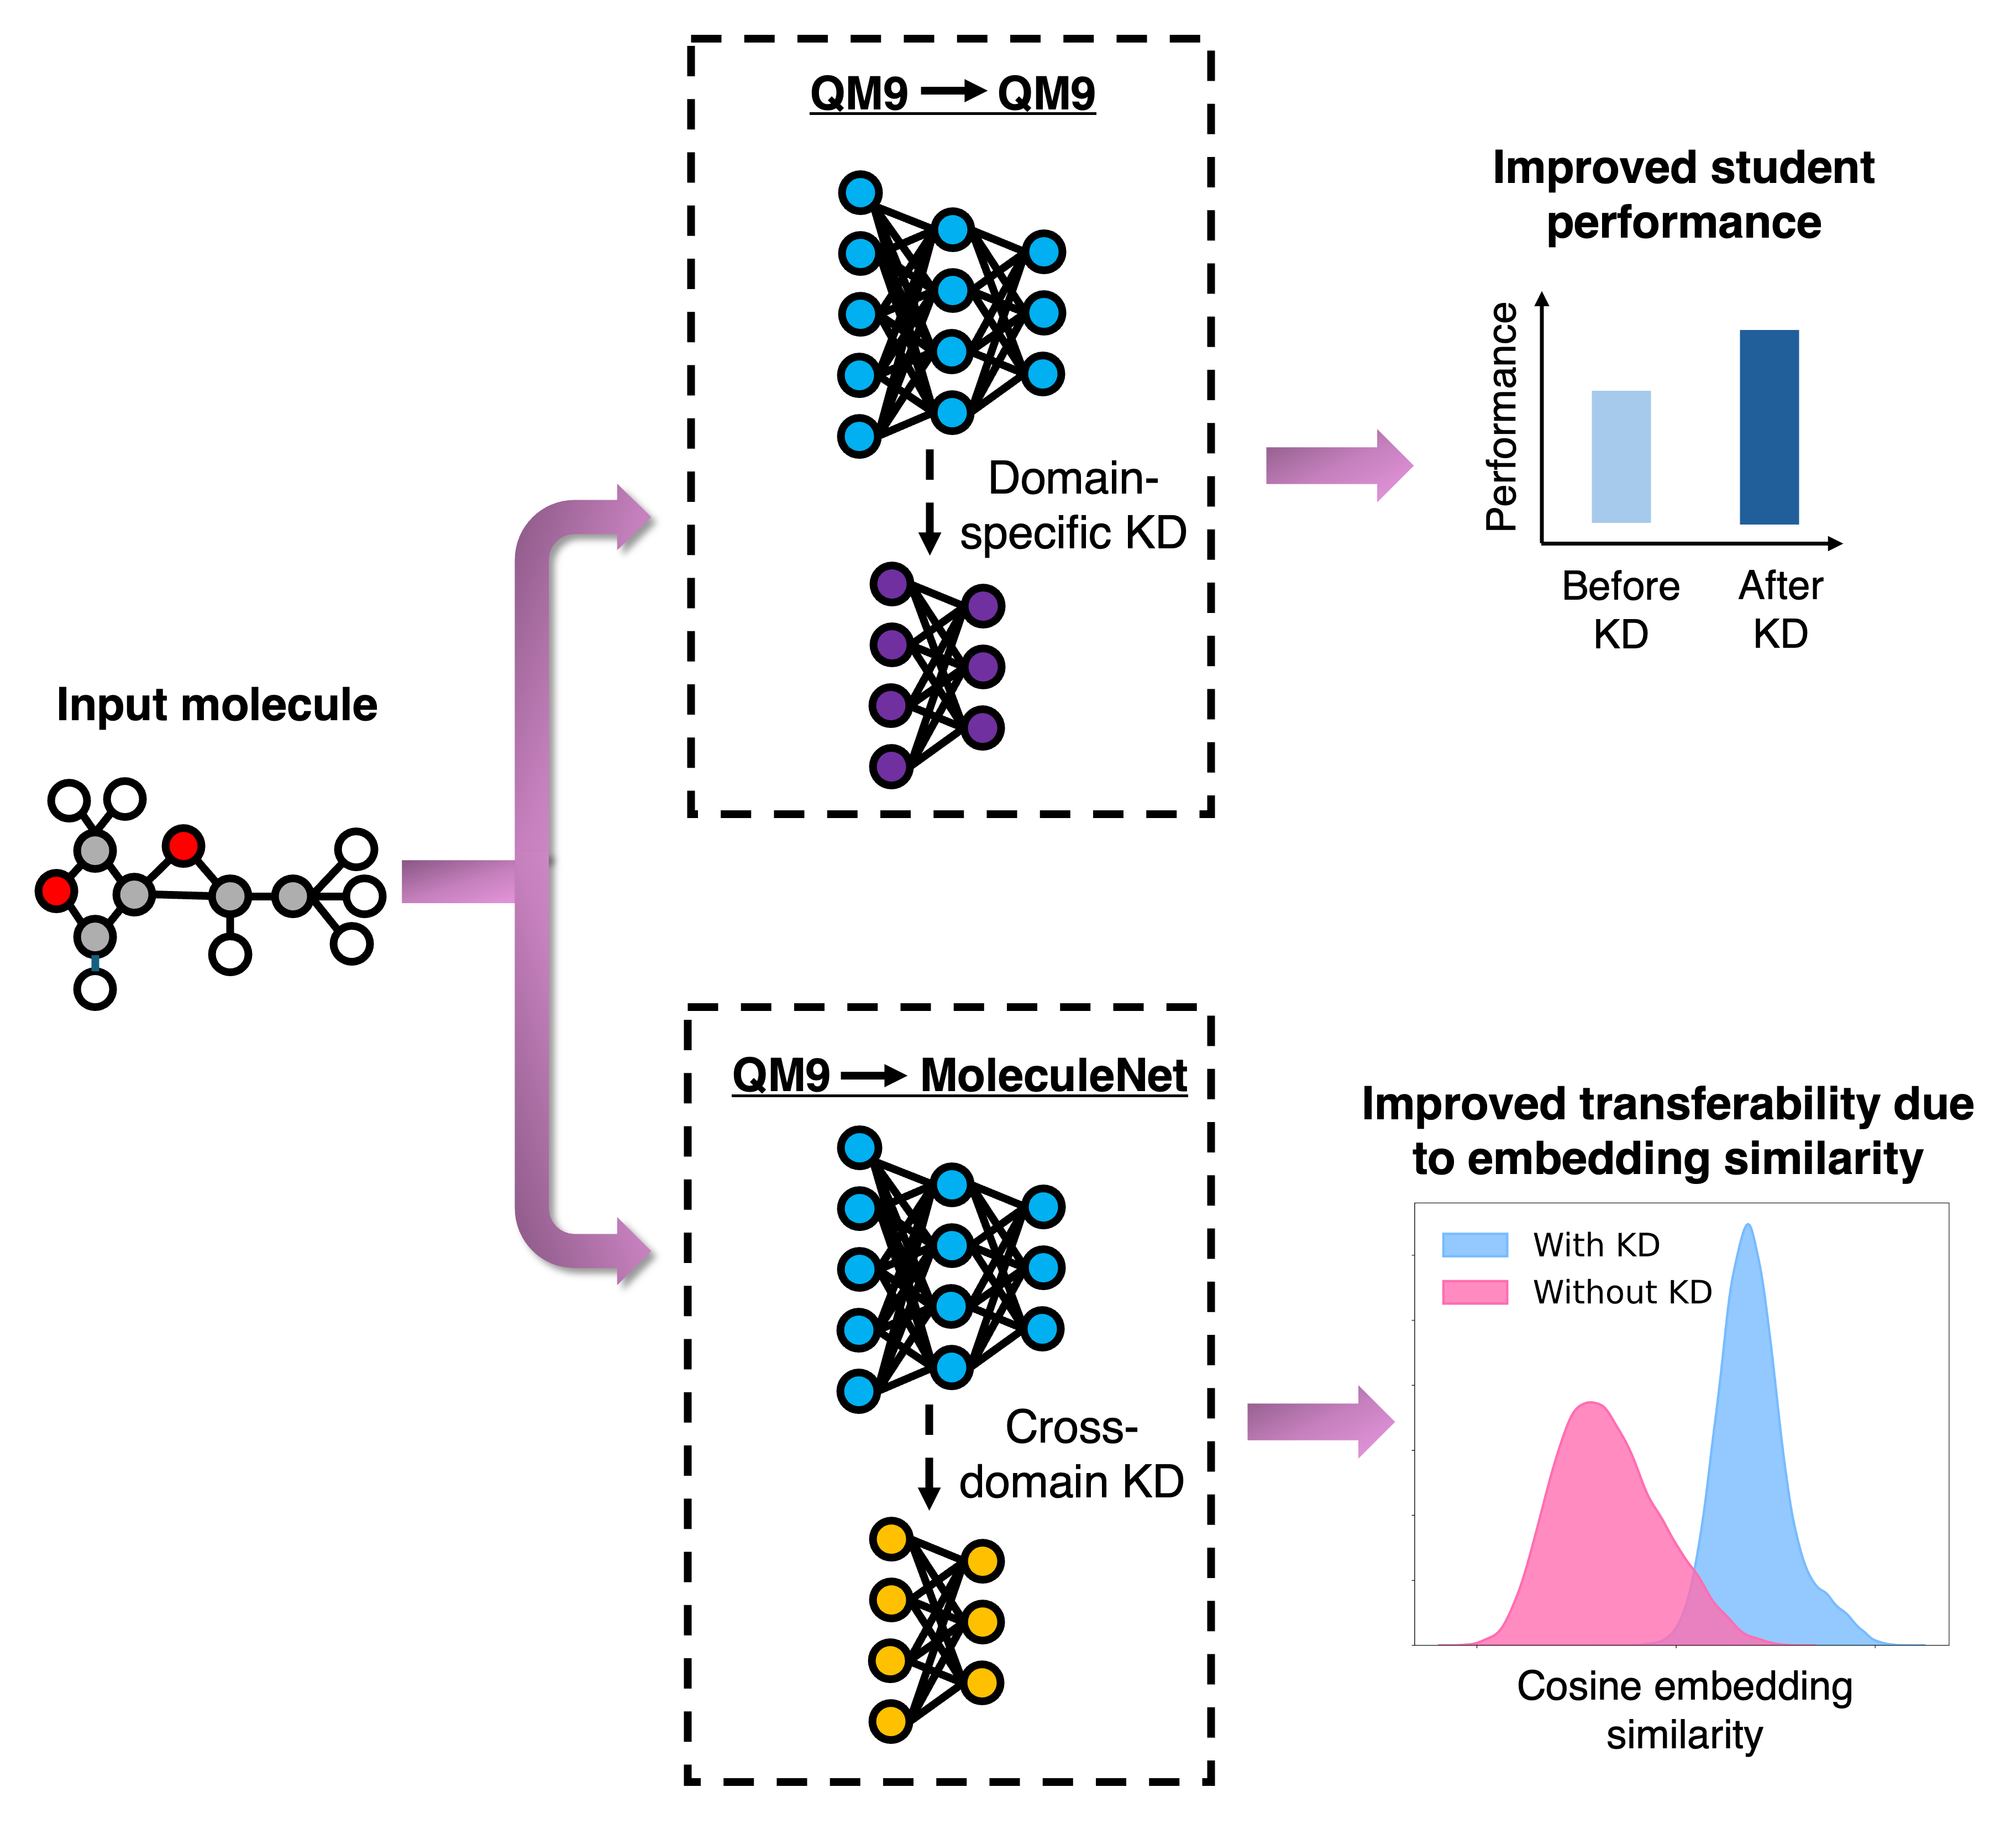 Input molecule
QM9 → QM9
Domain-
specific KD
Improved student
performance
Performance
Before
KD
After
KD
QM9 → MoleculeNet
Cross-
domain KD
Improved transferability due
to embedding similarity
With KD
Without KD
Cosine embedding
similarity